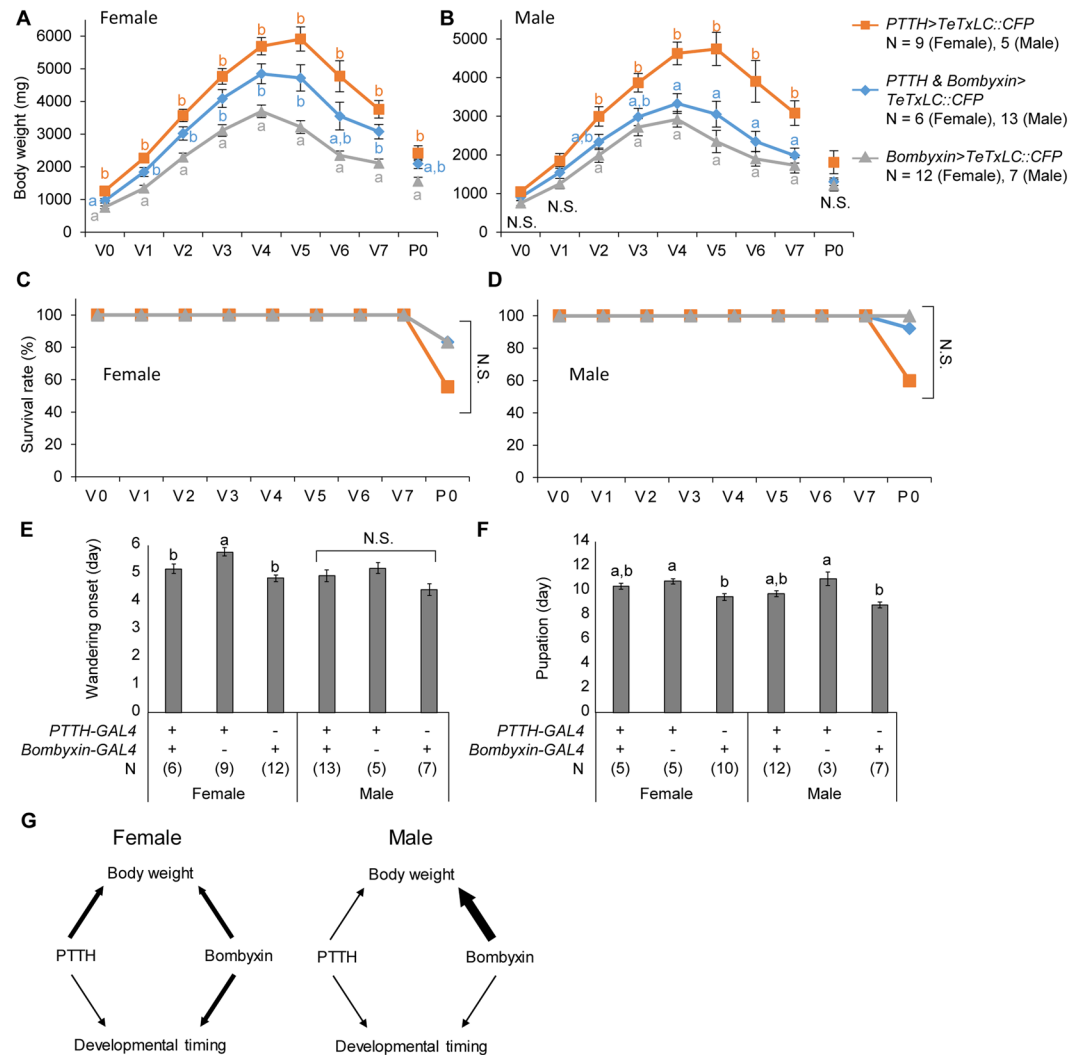 A
Female
Body weight (mg)
6000
5000
4000
3000
2000
1000
0
b
b
b
b
b
b
b
b
b
a
b
b
b
b
b
a,b
b
a,b
a
a
a
a
a
a
a
a
a
V0 V1 V2 V3 V4 V5 V6 V7 P0
B
Male
5000
4000
3000
2000
1000
0
b
b
b
b
b
b
a,b
a,b
a
a
a
a
a
a
a
a
a
a
N.S.
N.S.
N.S.
V0 V1 V2 V3 V4 V5 V6 V7 P0
PTTH>TeTxLC::CFP
N = 9 (Female), 5 (Male)
PTTH & Bombyxin>
TeTxLC::CFP
N = 6 (Female), 13 (Male)
Bombyxin>TeTxLC::CFP
N = 12 (Female), 7 (Male)
C
Survival rate (%)
100
80
60
40
20
0
Female
N.S.
V0 V1 V2 V3 V4 V5 V6 V7 P0
D
100
80
60
40
20
0
Male
N.S.
V0 V1 V2 V3 V4 V5 V6 V7 P0
E
Wandering onset (day)
6
5
4
3
2
1
0
b a b N.S.
PTTH-GAL4 + + - + + -
Bombyxin-GAL4 + - + + - +
N (6) (9) (12) (13) (5) (7)
Female Male
F
Pupation (day)
14
12
10
8
6
4
2
0
a,b a b a,b a b
PTTH-GAL4 + + - + + -
Bombyxin-GAL4 + - + + - +
N (5) (5) (10) (12) (3) (7)
Female Male
G
Female
Body weight
PTTH Bombyxin
Developmental timing
Male
Body weight
PTTH Bombyxin
Developmental timing